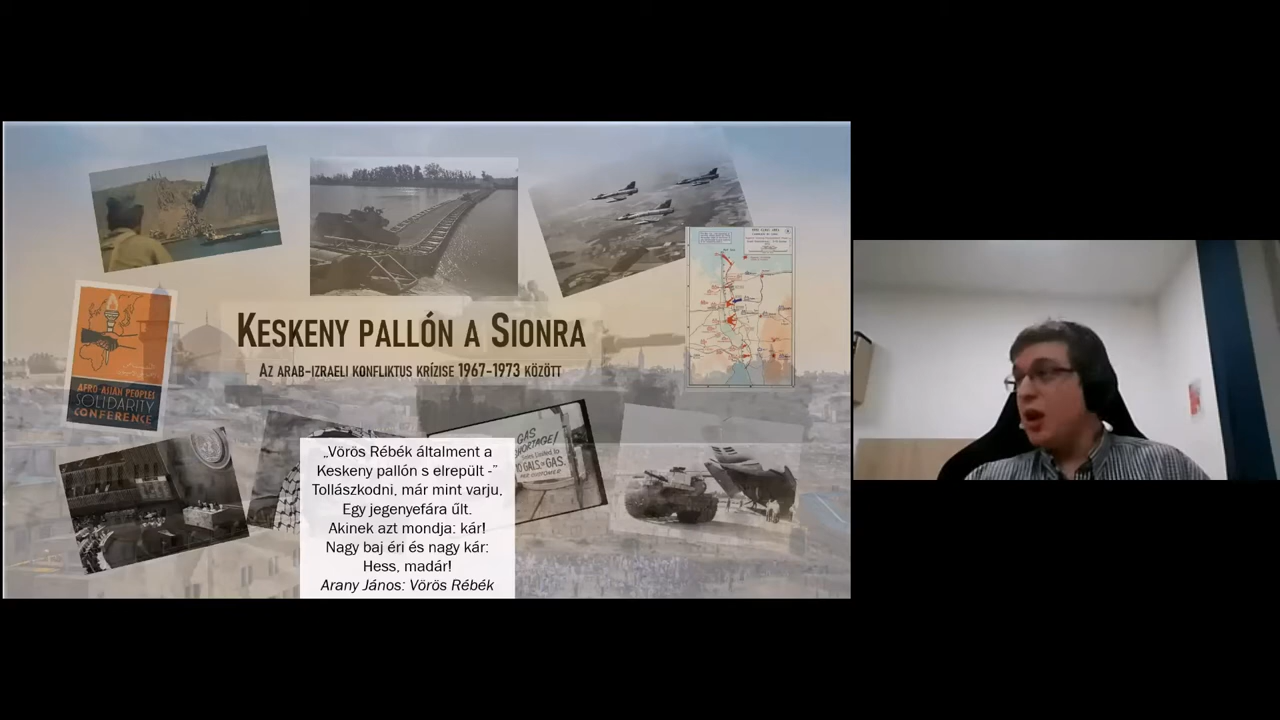 KESKENY PALLÓN A SIONRA
AZ ARAB-IZRAELI KONFLIKTUS KRÍZISE 1967-1973 KÖZÖTT
AFRO-ASIAN PEOPLES
SOLIDARITY
CONFERENCE
GAS
„Vörös Rébék általment a
Keskeny pallón s elrepült -”
Tollászkodni, már mint varju,
Egy jegenyefára űlt.
Akinek azt mondja: kár!
Nagy baj éri és nagy kár:
Hess, madár!
Arany János: Vörös Rébék